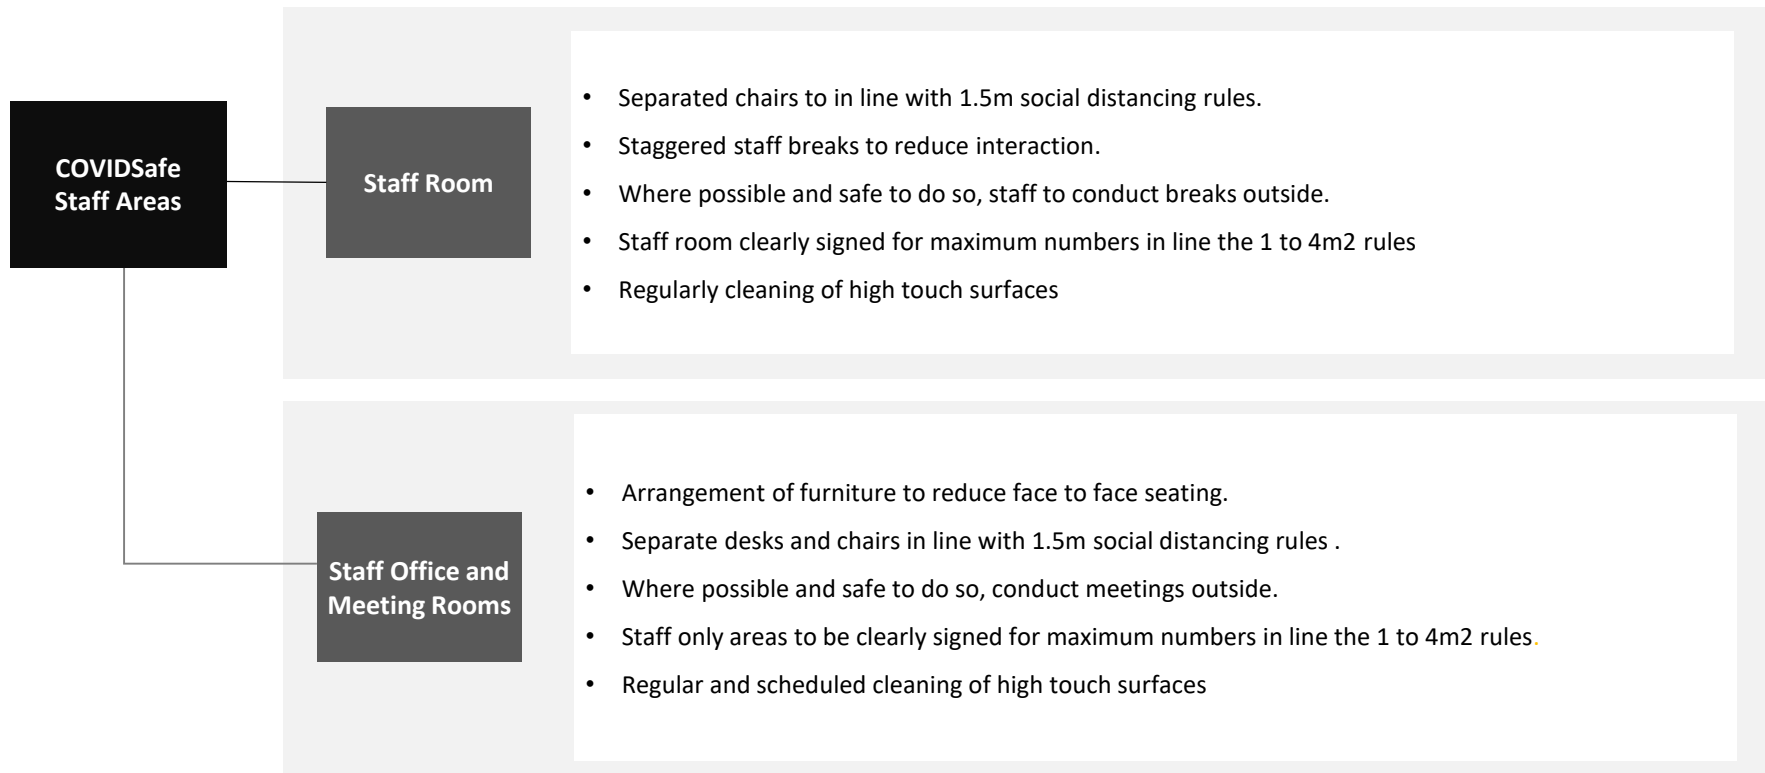 COVIDSafe
Staff Areas
Staff Room
• Separated chairs to in line with 1.5m social distancing rules.
• Staggered staff breaks to reduce interaction.
• Where possible and safe to do so, staff to conduct breaks outside.
• Staff room clearly signed for maximum numbers in line the 1 to 4m2 rules
• Regularly cleaning of high touch surfaces
Staff Office and
Meeting Rooms
• Arrangement of furniture to reduce face to face seating.
• Separate desks and chairs in line with 1.5m social distancing rules .
• Where possible and safe to do so, conduct meetings outside.
• Staff only areas to be clearly signed for maximum numbers in line the 1 to 4m2 rules.
• Regular and scheduled cleaning of high touch surfaces